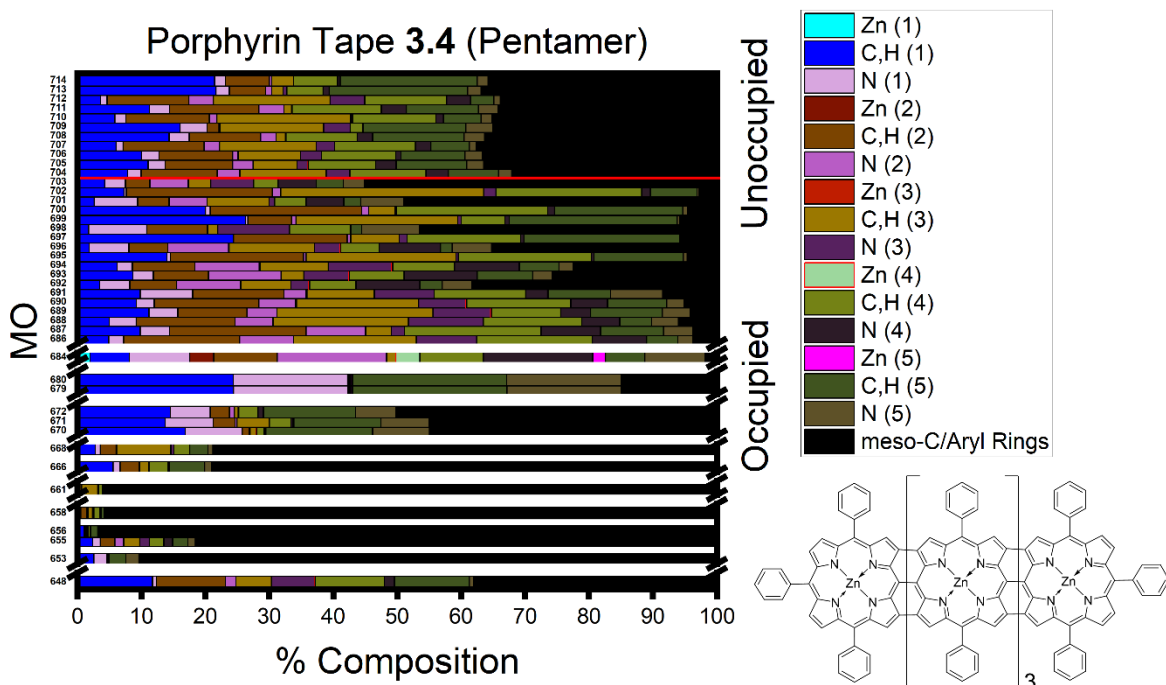 Porphyrin Tape 3.4 (Pentamer)
714
713
712
711
710
709
708
707
706
705
704
703
702
701
700
699
698
697
696
695
694
693
692
691
690
689
688
687
686
684
680
679
672
671
670
668
666
661
658
656
655
653
648
MO
0
10
20
30
40
50
60
70
80
90
100
% Composition
Unoccupied
Occupied
Zn (1)
C,H (1)
N (1)
Zn (2)
C,H (2)
N (2)
Zn (3)
C,H (3)
N (3)
Zn (4)
C,H (4)
N (4)
Zn (5)
C,H (5)
N (5)
meso-C/Aryl Rings
N
N
N
N
N
N
Zn
Zn
Zn
N
N
N
N
N
N
3